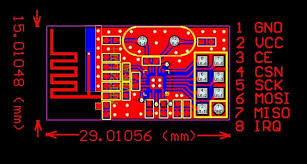 15.01048 (mm)
1 GND
2 VCC
3 CE
4 CSN
5 SCK
6 MOSI
7 MISO
8 IRQ
29.01056 (mm)